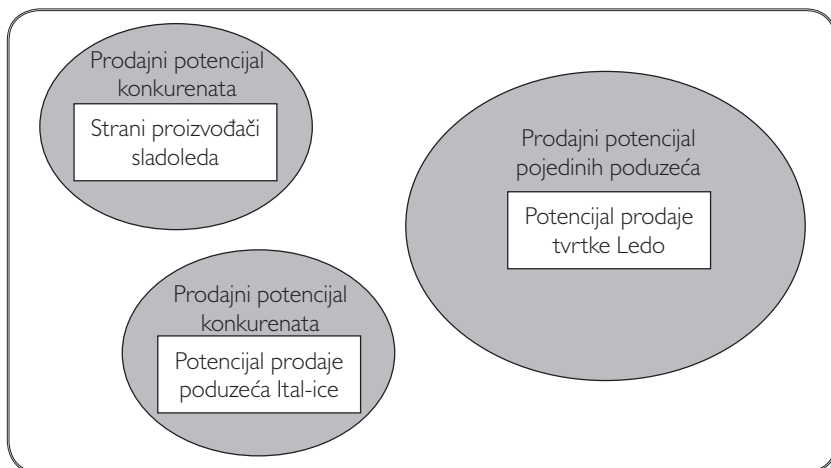 Prodajni potencijal
konkurenata
Strani proizvođači
sladoleda
Prodajni potencijal
pojedinih poduzeća
Potencijal prodaje
tvrtke Ledo
Prodajni potencijal
konkurenata
Potencijal prodaje
poduzeća Ital-ice